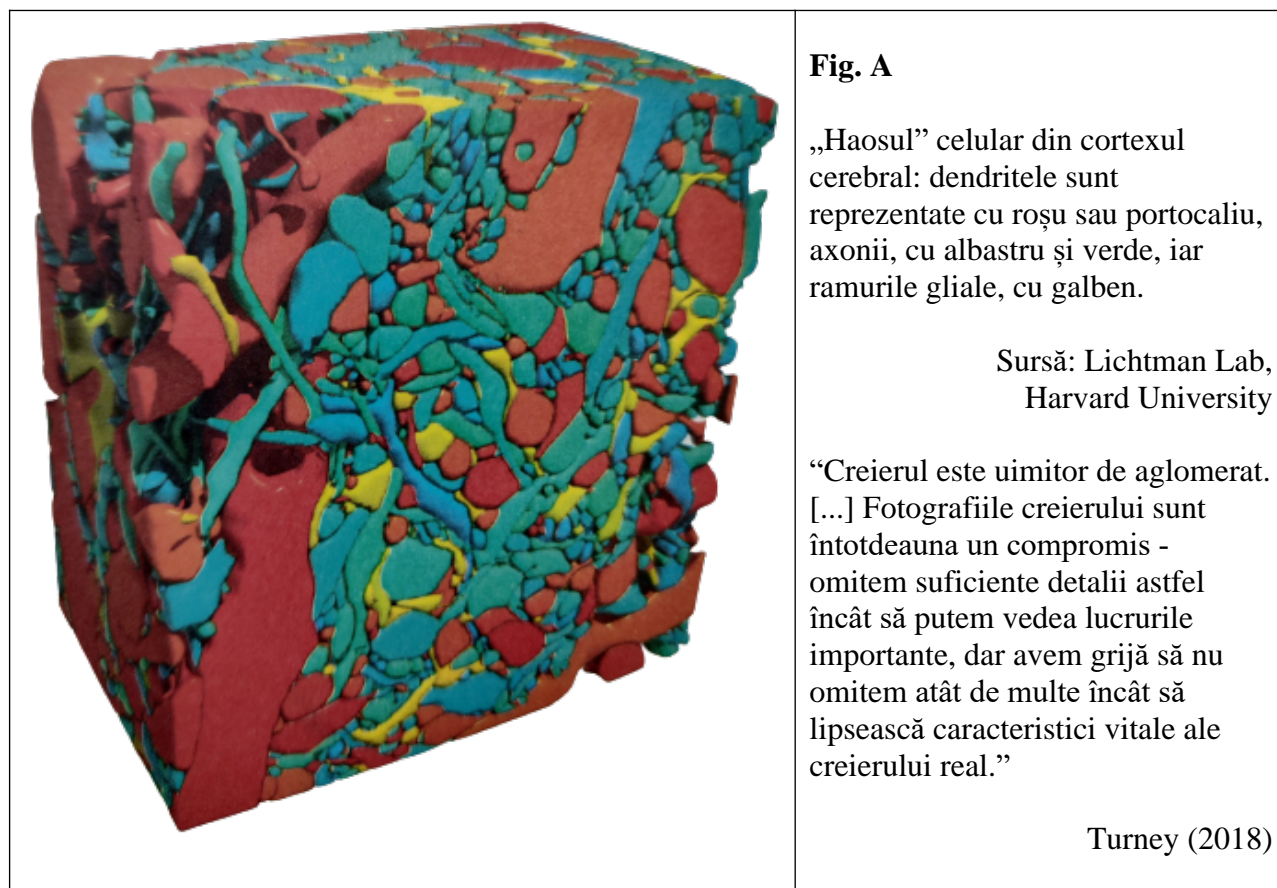 Fig. A
„Haosul” celular din cortexul
cerebral: dendritele sunt
reprezentate cu roșu sau portocaliu,
axonii, cu albastru și verde, iar
ramurile gliale, cu galben.
Sursă: Lichtman Lab,
Harvard University
“Creierul este uimitor de aglomerat.
[...] Fotografiile creierului sunt
întotdeauna un compromis -
omitem suficiente detalii astfel
încât să putem vedea lucrurile
importante, dar avem grijă să nu
omitem atât de multe încât să
lipsească caracteristici vitale ale
creierului real.”
Turney (2018)